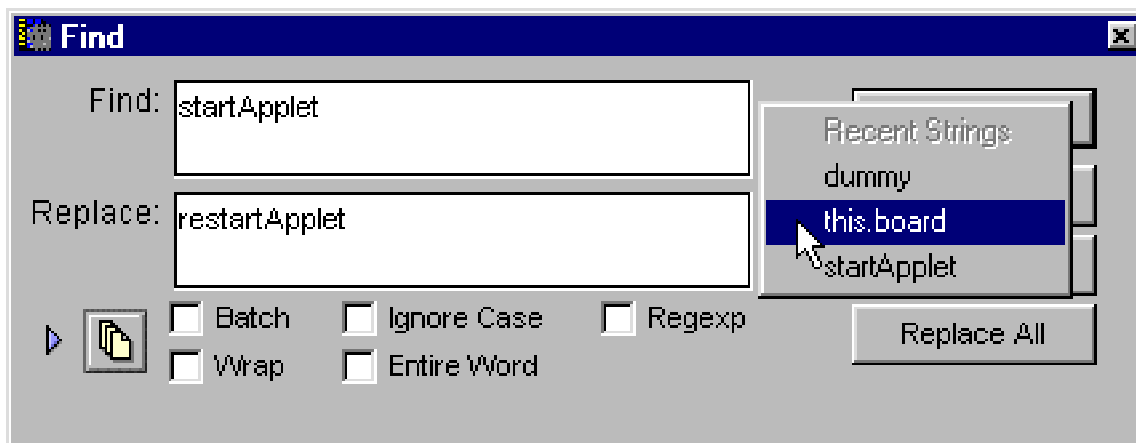 Find
Find:
startApplet
Recent Strings
dummy
this.board
startApplet
Replace:
restartApplet
Batch
Ignore Case
Regexp
Wrap
Entire Word
Replace All